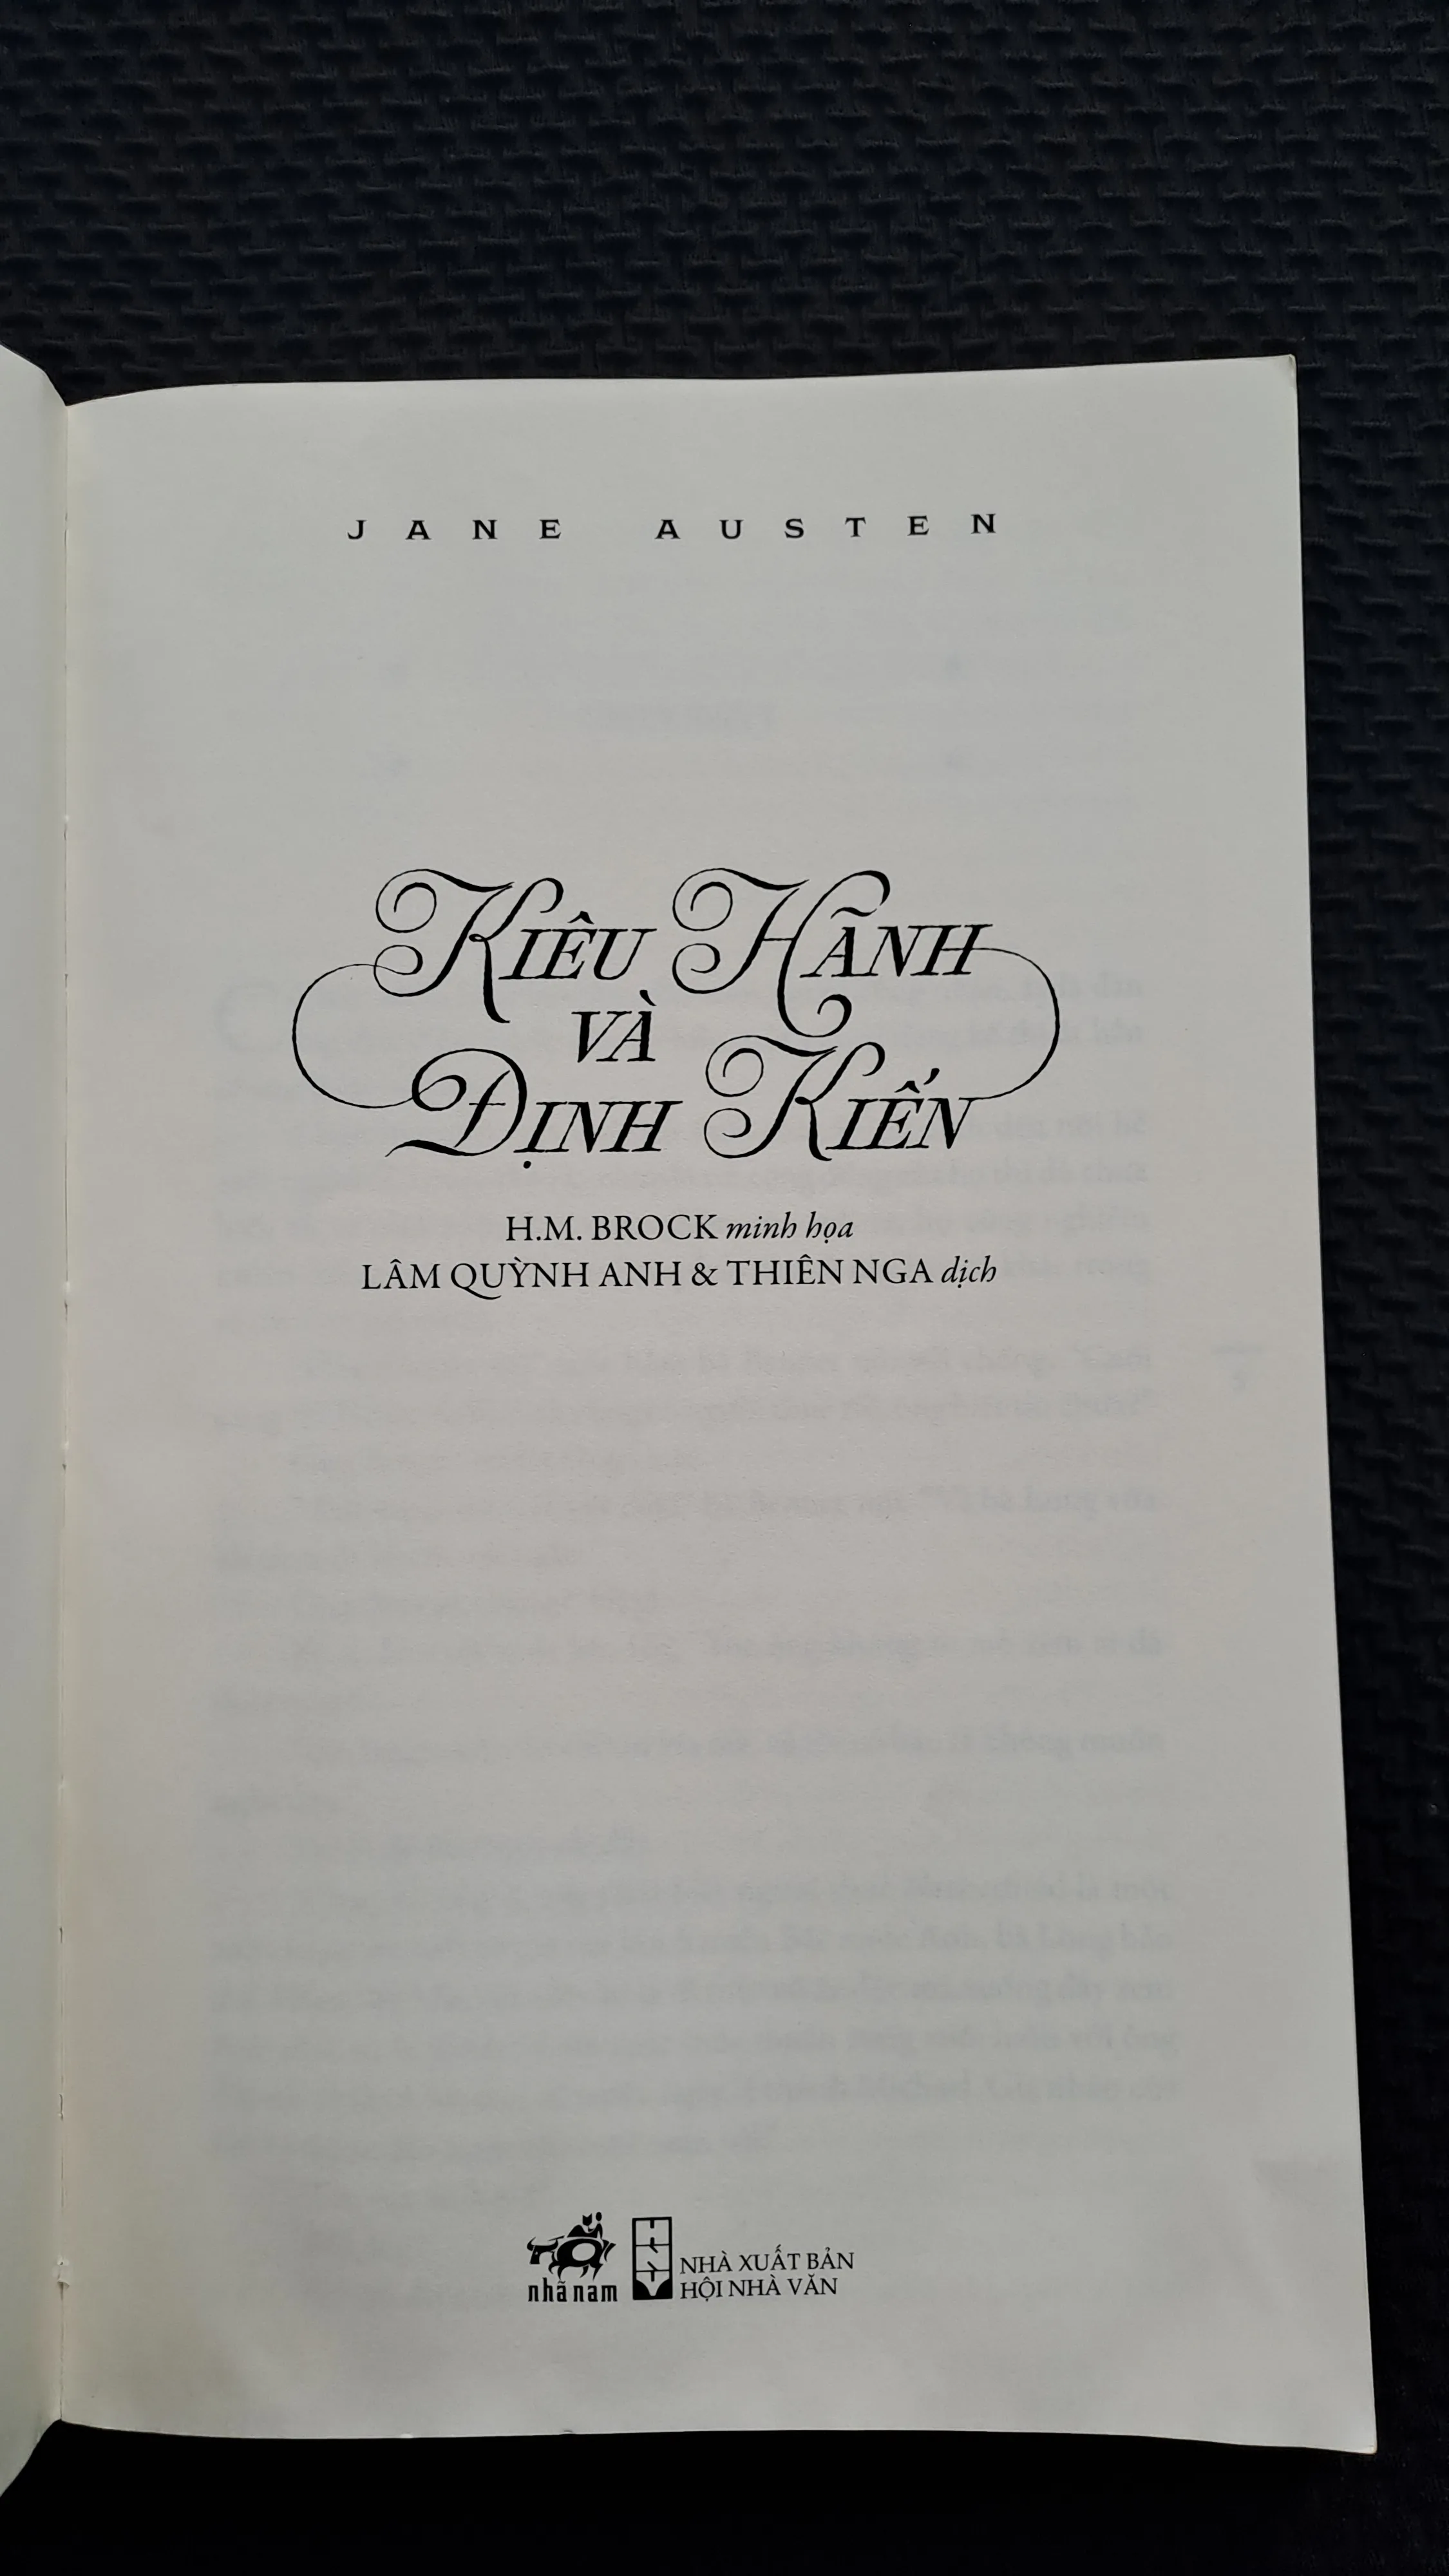 JANE AUSTEN
KIÊU HÃNH
VÀ
ĐỊNH KIẾN
H.M. BROCK minh họa
LÂM QUỲNH ANH & THIÊN NGA dịch
nhã nam
NHÀ XUẤT BẢN
HỘI NHÀ VĂN